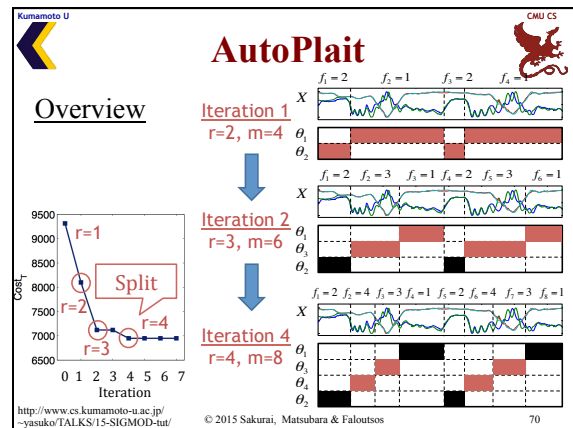 Kumamoto U
CMU CS
AutoPlait
Overview
Iteration 1
r=2, m=4
f₁ = 2 f₂ = 1 f₃ = 2 f₄ = 1
X
θ₁
θ₂
Iteration 2
r=3, m=6
f₁ = 2 f₂ = 3 f₃ = 1 f₄ = 2 f₅ = 3 f₆ = 1
X
θ₁
θ₃
θ₂
Iteration 4
r=4, m=8
f₁ = 2 f₂ = 4 f₃ = 3 f₄ = 1 f₅ = 2 f₆ = 4 f₇ = 3 f₈ = 1
X
θ₁
θ₃
θ₄
θ₂
9500
9000
8500
8000
7500
7000
6500
Cost_T
r=1
r=2
r=3
r=4
Split
0 1 2 3 4 5 6 7
Iteration
http://www.cs.kumamoto-u.ac.jp/
~yasuko/TALKS/15-SIGMOD-tut/
© 2015 Sakurai, Matsubara & Faloutsos
70